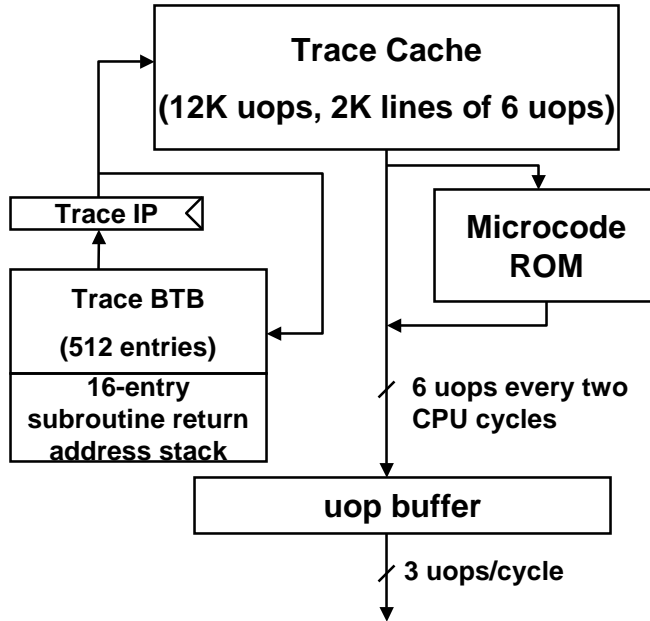 Trace Cache
(12K uops, 2K lines of 6 uops)
Trace IP
Microcode
ROM
Trace BTB
(512 entries)
16-entry
subroutine return
address stack
6 uops every two
CPU cycles
uop buffer
3 uops/cycle